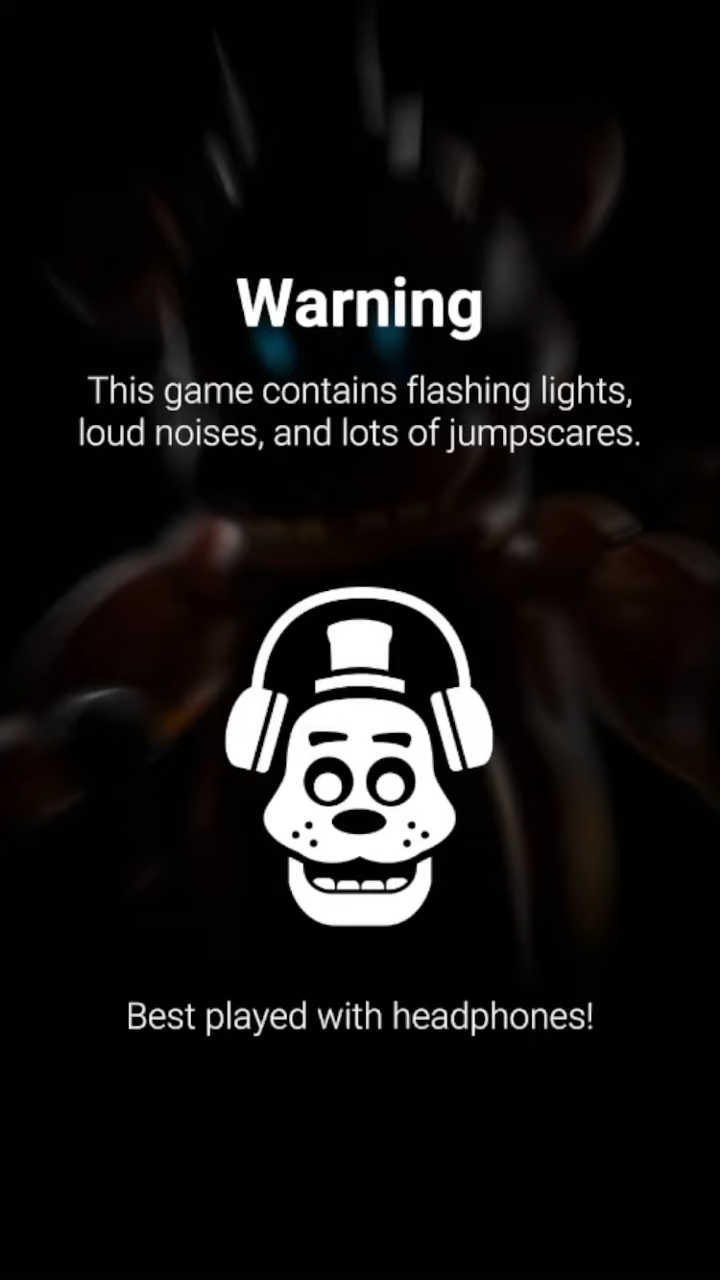 Warning
This game contains flashing lights,
loud noises, and lots of jumpscares.
Best played with headphones!